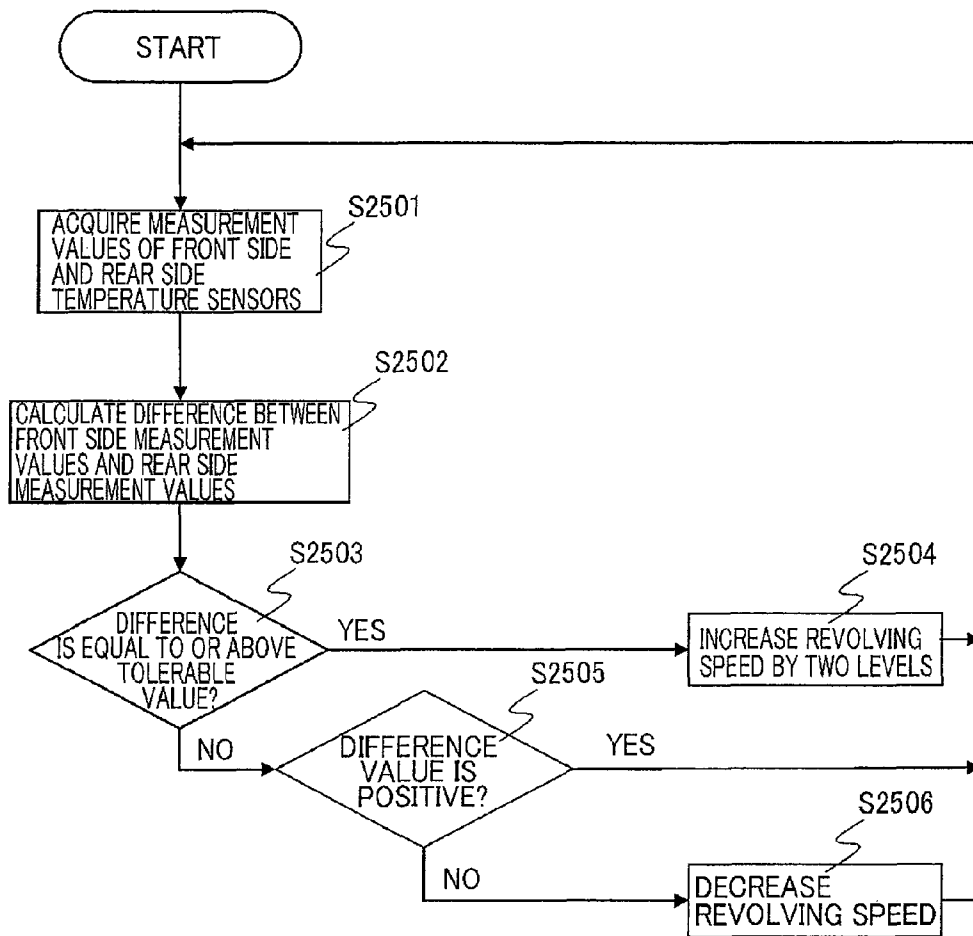 START
S2501
ACQUIRE MEASUREMENT
VALUES OF FRONT SIDE
AND REAR SIDE
TEMPERATURE SENSORS
S2502
CALCULATE DIFFERENCE BETWEEN
FRONT SIDE MEASUREMENT
VALUES AND REAR SIDE
MEASUREMENT VALUES
S2503
DIFFERENCE
IS EQUAL TO OR ABOVE
TOLERABLE
VALUE?
YES
S2504
INCREASE REVOLVING
SPEED BY TWO LEVELS
NO
S2505
DIFFERENCE
VALUE IS
POSITIVE?
YES
NO
S2506
DECREASE
REVOLVING SPEED